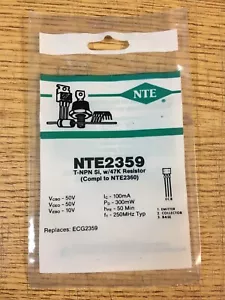 NTE
NTE2359
T-NPN Si, w/47K Resistor
(Compl to NTE2360)
VCBO - 50V
VCEO - 50V
VEBO - 10V
IC - 100mA
PD - 300mW
hFE - 50 Min
fT - 250MHz Typ
1. EMITTER
2. COLLECTOR
3. BASE
Replaces: ECG2359